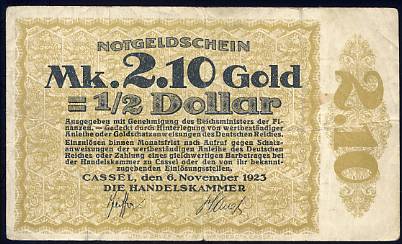 NOTGELDSCHEIN
Mk. 2.10 Gold
= 1/2 Dollar
Ausgegeben mit Genehmigung des Reichsministers der Fi-
nanzen. – Gedeckt durch Hinterlegung von wertbeständiger
Anleihe oder Goldschatzanweisungen des Deutschen Reiches.
Einzulösen binnen Monatsfrist nach Aufruf gegen Schatz-
anweisungen der wertbeständigen Anleihe des Deutschen
Reiches oder Zahlung eines gleichwertigen Barbetrages bei
der Handelskammer zu Cassel oder den von ihr bekannt-
zugebenden Einlösungsstellen.
CASSEL, den 6. November 1923
DIE HANDELSKAMMER
2.10